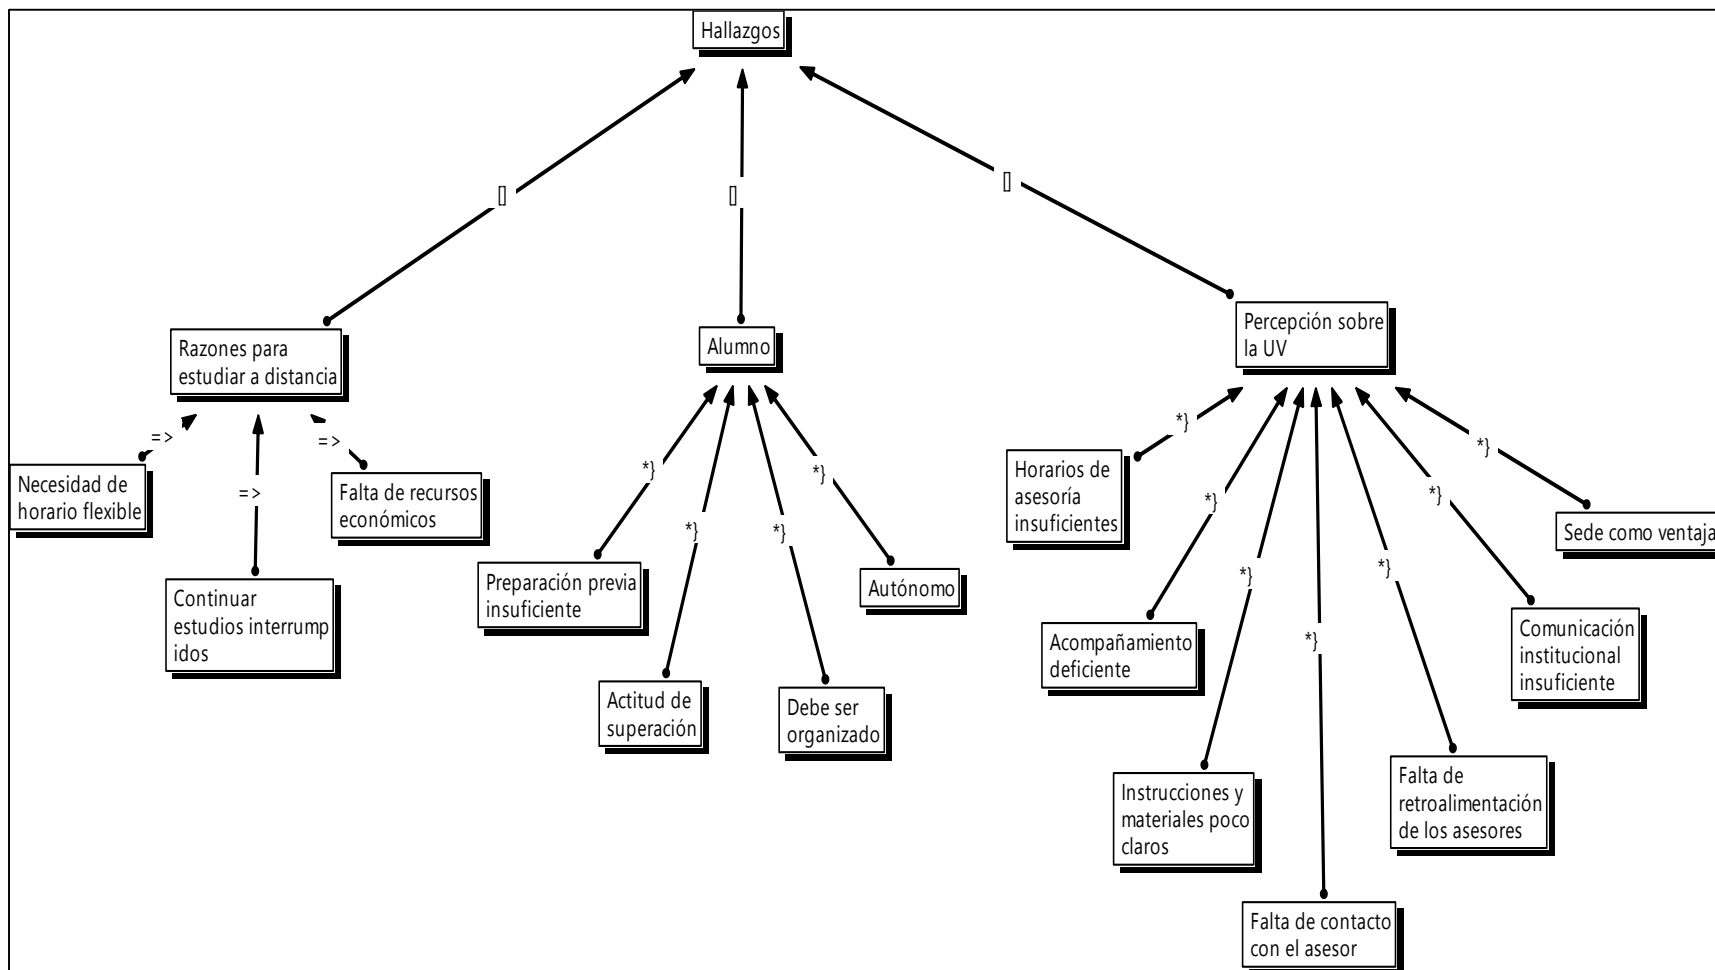 Hallazgos
[]
[]
[]
Razones para
estudiar a distancia
Alumno
Percepción sobre
la UV
=>
=>
=>
*}
*}
*}
*}
*}
*}
*}
*}
*}
*}
*}
Necesidad de
horario flexible
Falta de recursos
económicos
Continuar
estudios interrump
idos
Preparación previa
insuficiente
Autónomo
Actitud de
superación
Debe ser
organizado
Horarios de
asesoría
insuficientes
Sede como ventaja
Acompañamiento
deficiente
Comunicación
institucional
insuficiente
Instrucciones y
materiales poco
claros
Falta de
retroalimentación
de los asesores
Falta de contacto
con el asesor